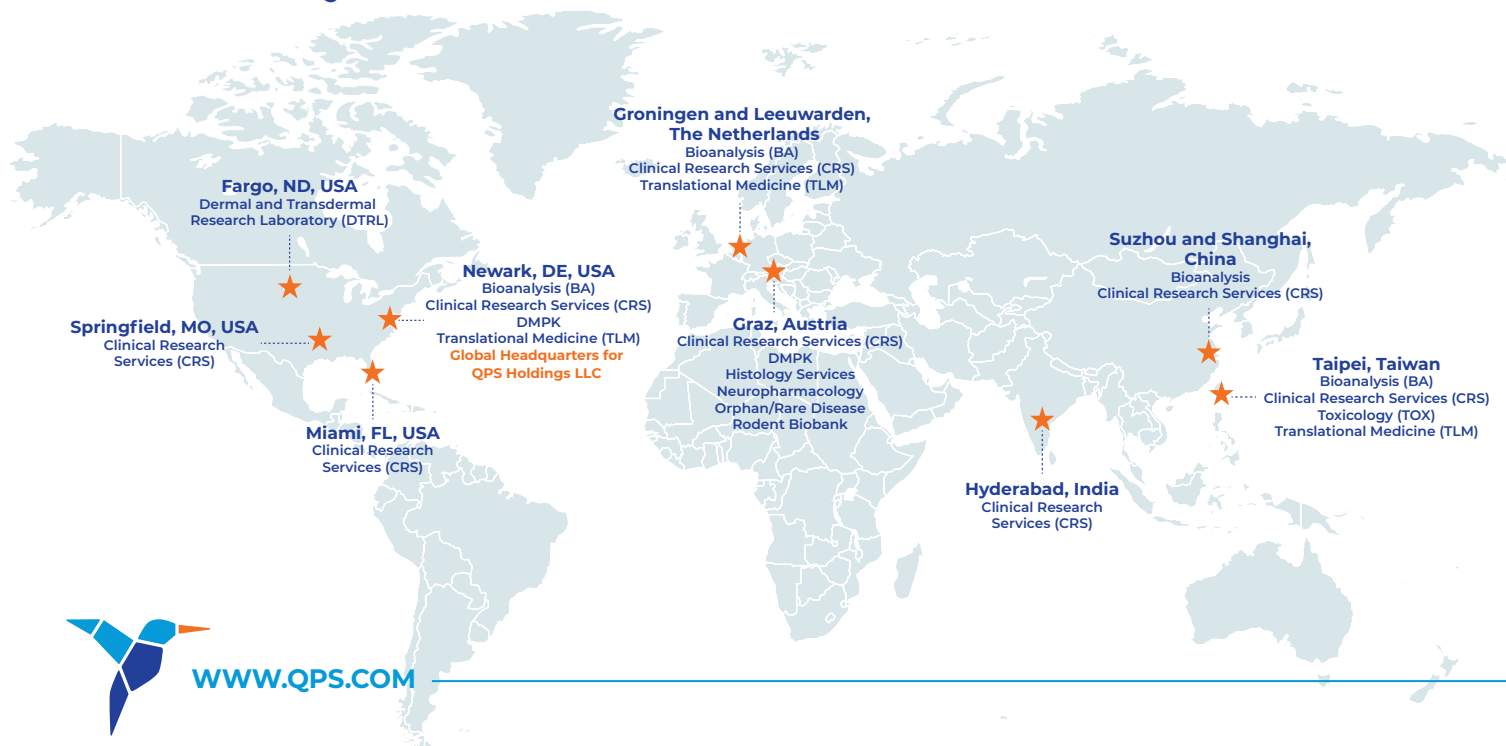 Groningen and Leeuwarden,
The Netherlands
Bioanalysis (BA)
Clinical Research Services (CRS)
Translational Medicine (TLM)
Fargo, ND, USA
Dermal and Transdermal
Research Laboratory (DTRL)
Suzhou and Shanghai,
China
Bioanalysis
Clinical Research Services (CRS)
Newark, DE, USA
Bioanalysis (BA)
Clinical Research Services (CRS)
DMPK
Translational Medicine (TLM)
Global Headquarters for
QPS Holdings LLC
Springfield, MO, USA
Clinical Research
Services (CRS)
Graz, Austria
Clinical Research Services (CRS)
DMPK
Histology Services
Neuropharmacology
Orphan/Rare Disease
Rodent Biobank
Taipei, Taiwan
Bioanalysis (BA)
Clinical Research Services (CRS)
Toxicology (TOX)
Translational Medicine (TLM)
Miami, FL, USA
Clinical Research
Services (CRS)
Hyderabad, India
Clinical Research
Services (CRS)
WWW.QPS.COM